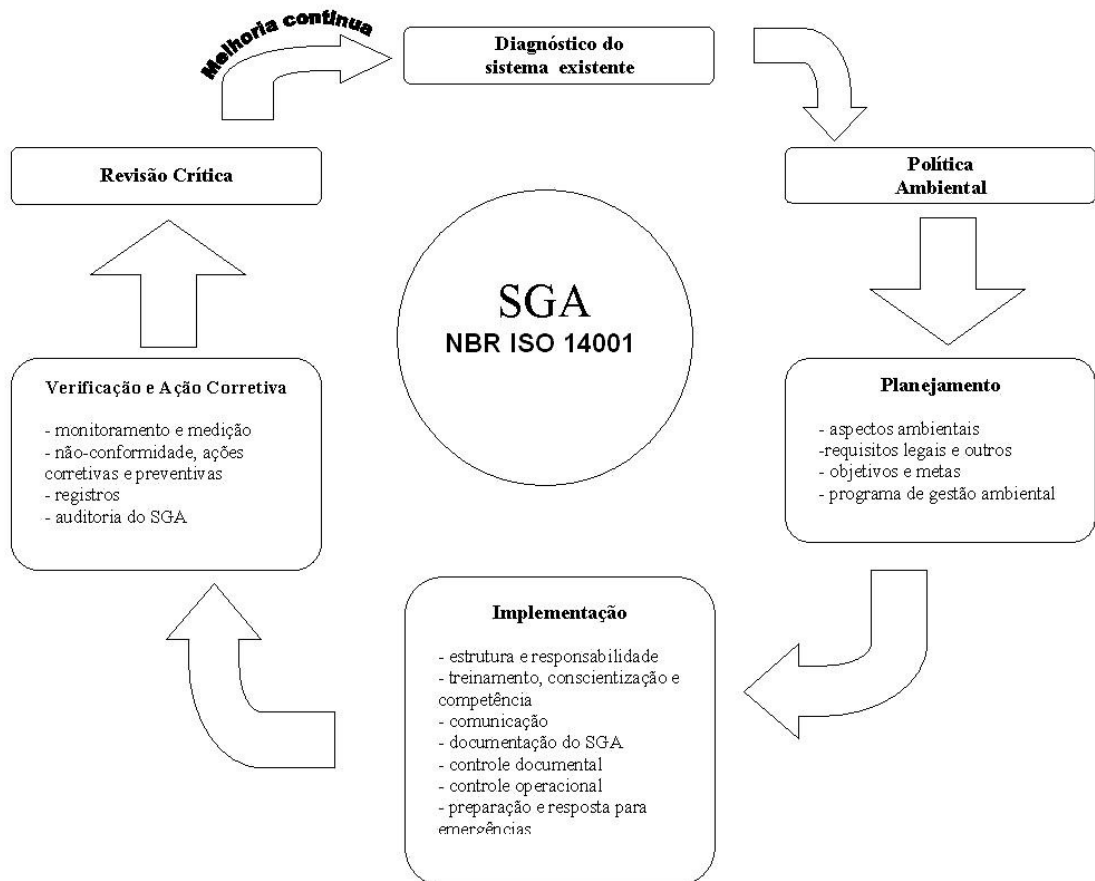 Melhoria contínua
Diagnóstico do
sistema existente
Política
Ambiental
Planejamento
- aspectos ambientais
-requisitos legais e outros
- objetivos e metas
- programa de gestão ambiental
Implementação
- estrutura e responsabilidade
- treinamento, conscientização e
competência
- comunicação
- documentação do SGA
- controle documental
- controle operacional
- preparação e resposta para
emergências
Verificação e Ação Corretiva
- monitoramento e medição
- não-conformidade, ações
corretivas e preventivas
- registros
- auditoria do SGA
Revisão Crítica
SGA
NBR ISO 14001